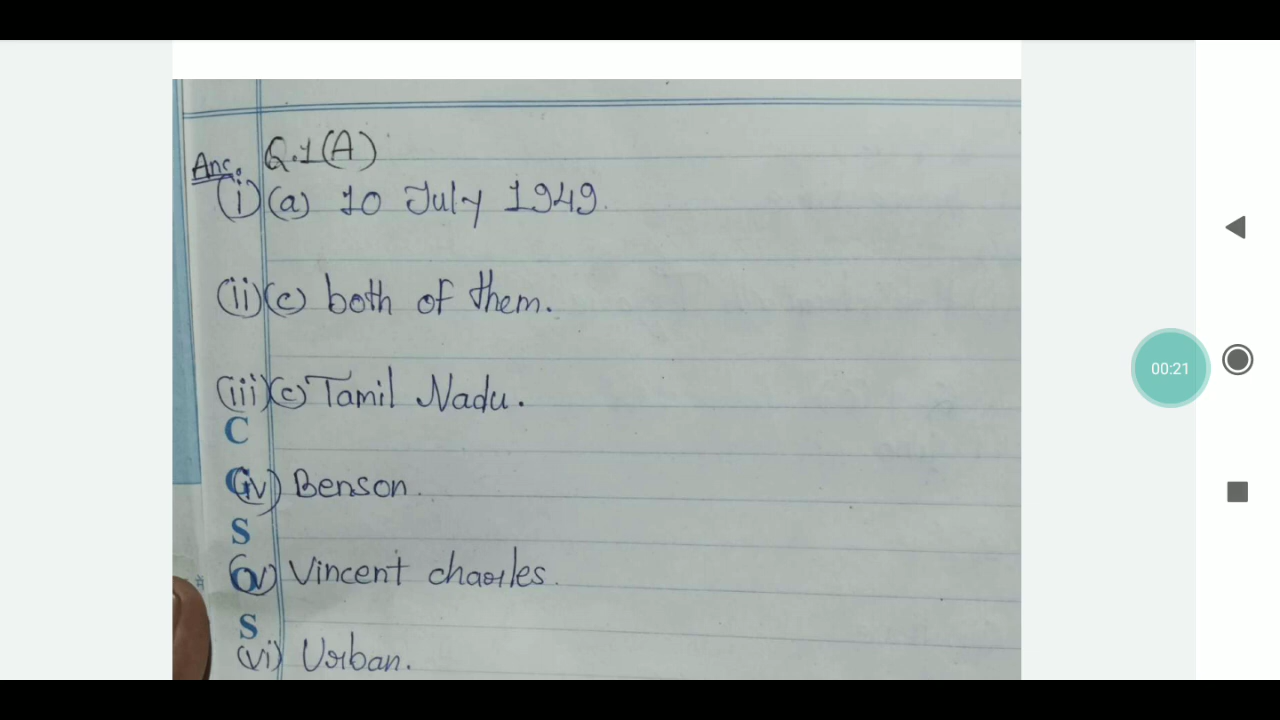 Ans. Q.1(A)
(i) (a) 10 July 1949.
(ii) (c) both of them.
(iii) (c) Tamil Nadu.
C
G
(iv) Benson.
S
O
(v) Vincent charles.
S
(vi) Urban.
00:21